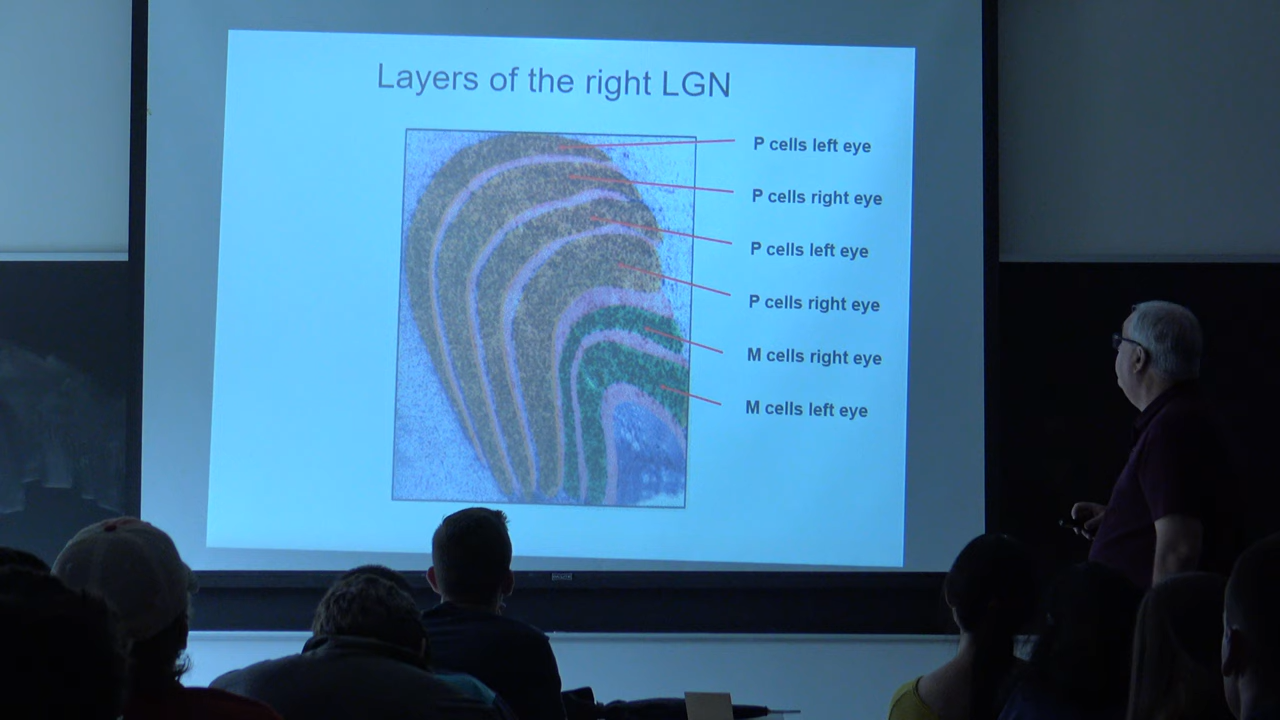 Layers of the right LGN
P cells left eye
P cells right eye
P cells left eye
P cells right eye
M cells right eye
M cells left eye